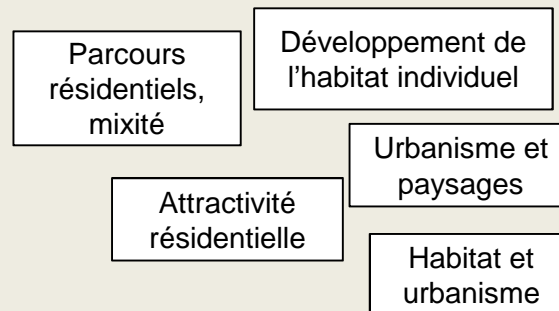 Parcours
résidentiels,
mixité
Développement de
l'habitat individuel
Urbanisme et
paysages
Attractivité
résidentielle
Habitat et
urbanisme